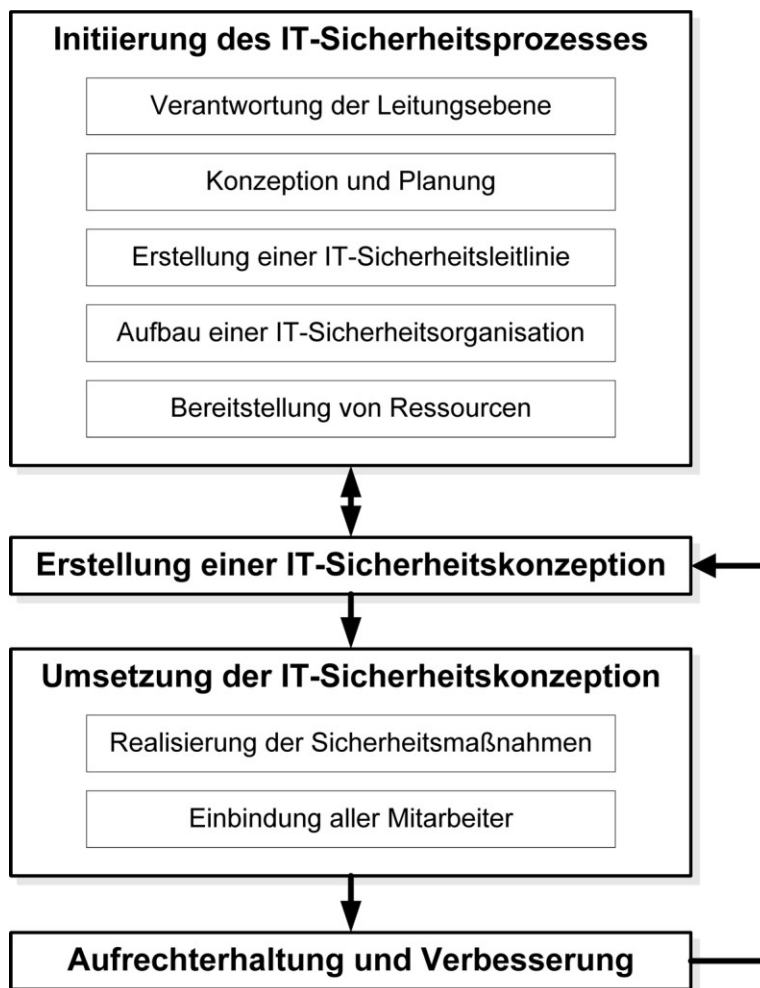 Initiierung des IT-Sicherheitsprozesses
Verantwortung der Leitungsebene
Konzeption und Planung
Erstellung einer IT-Sicherheitsleitlinie
Aufbau einer IT-Sicherheitsorganisation
Bereitstellung von Ressourcen
Erstellung einer IT-Sicherheitskonzeption
Umsetzung der IT-Sicherheitskonzeption
Realisierung der Sicherheitsmaßnahmen
Einbindung aller Mitarbeiter
Aufrechterhaltung und Verbesserung